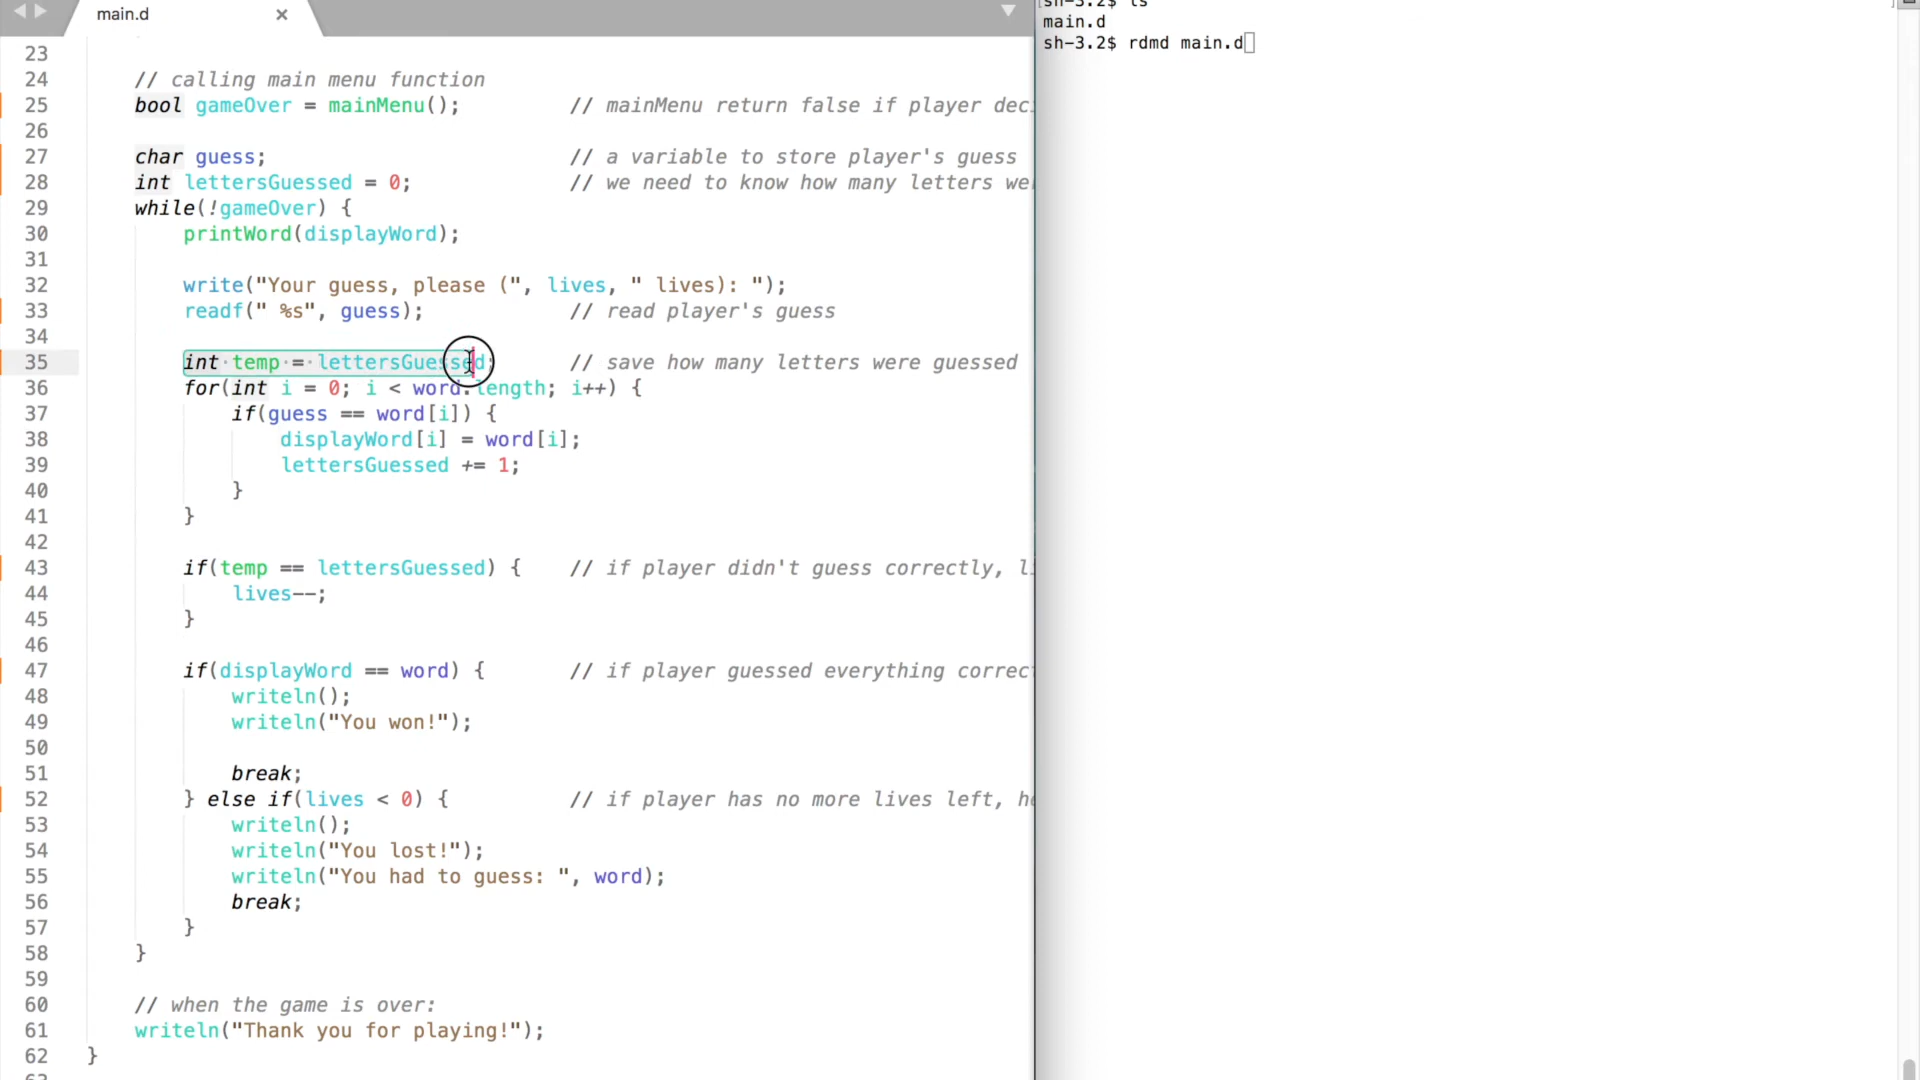 main.d
23
24 // calling main menu function
25 bool gameOver = mainMenu(); // mainMenu return false if player dec
26
27 char guess; // a variable to store player's guess
28 int lettersGuessed = 0; // we need to know how many letters we
29 while(!gameOver) {
30 printWord(displayWord);
31
32 write("Your guess, please (", lives, " lives): ");
33 readf(" %s", guess); // read player's guess
34
35 int temp = lettersGuessed; // save how many letters were guessed
36 for(int i = 0; i < word.length; i++) {
37 if(guess == word[i]) {
38 displayWord[i] = word[i];
39 lettersGuessed += 1;
40 }
41 }
42
43 if(temp == lettersGuessed) { // if player didn't guess correctly, l
44 lives--;
45 }
46
47 if(displayWord == word) { // if player guessed everything correc
48 writeln();
49 writeln("You won!");
50
51 break;
52 } else if(lives < 0) { // if player has no more lives left, h
53 writeln();
54 writeln("You lost!");
55 writeln("You had to guess: ", word);
56 break;
57 }
58 }
59
60 // when the game is over:
61 writeln("Thank you for playing!");
62 }
sh-3.2$ ls
main.d
sh-3.2$ rdmd main.d